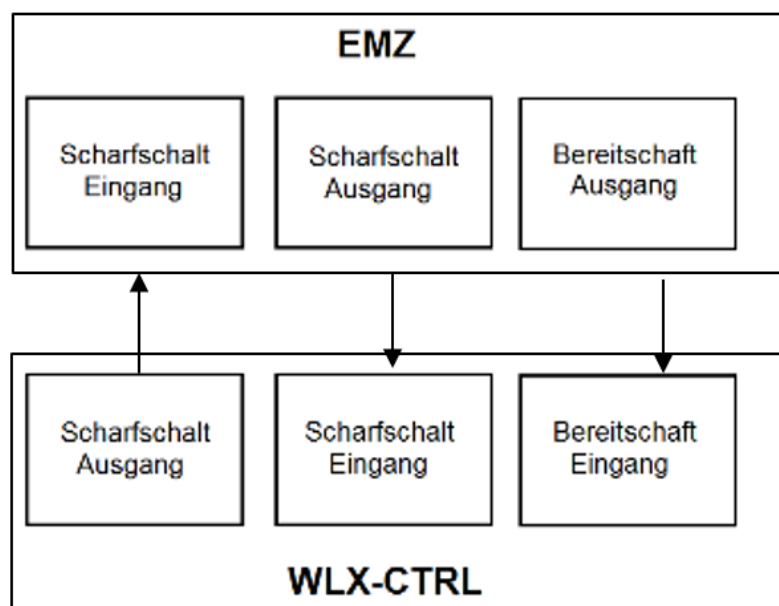 EMZ
Scharfschalt
Eingang
Scharfschalt
Ausgang
Bereitschaft
Ausgang
Scharfschalt
Ausgang
Scharfschalt
Eingang
Bereitschaft
Eingang
WLX-CTRL